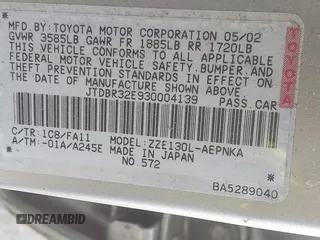 MFD. BY: TOYOTA MOTOR CORPORATION 05/02
GVWR 3585LB GAWR FR 1885LB RR 1720LB
THIS VEHICLE CONFORMS TO ALL APPLICABLE
FEDERAL MOTOR VEHICLE SAFETY, BUMPER, AND
THEFT PREVENTION STANDARDS IN EFFECT ON
THE DATE OF MANUFACTURE SHOWN ABOVE.
JTDBR32E930004139 PASS.CAR
TOYOTA
C/TR: 1C8/FA11 MODEL: ZZE130L-AEPNKA
A/TM: -01A/A245E MADE IN JAPAN
NO.572
BA5289040
DREAMBID